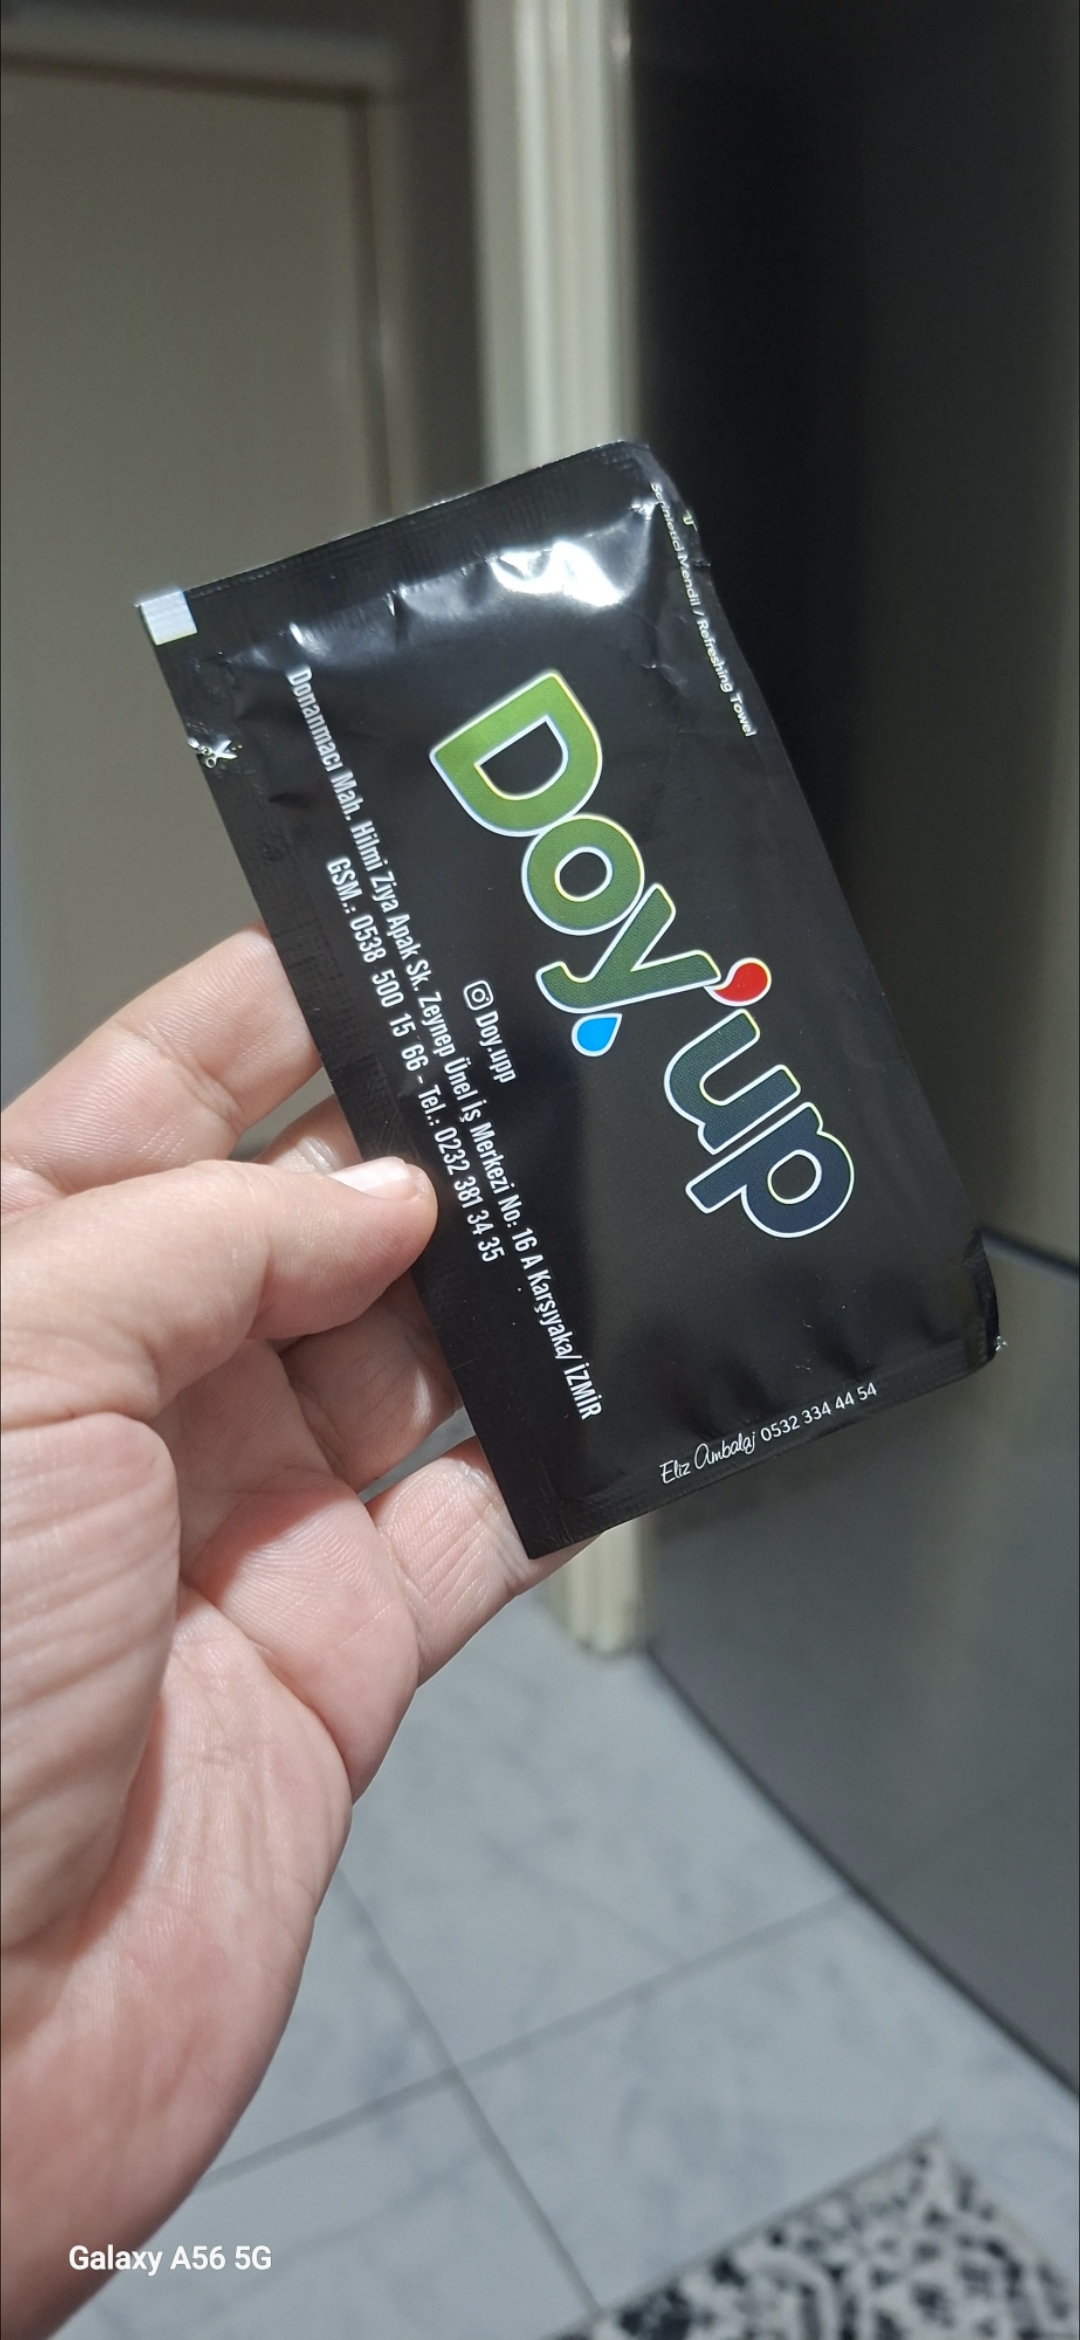 Serinletici Mendil / Refreshing Towel
Doy'up
Doy.upp
Donanmacı Mah. Hilmi Ziya Apak Sk. Zeynep Ünel İş Merkezi No: 16 A Karşıyaka/ İZMİR
GSM.: 0538 500 15 66 - Tel.: 0232 381 34 35
Eliz Ambalaj 0532 334 44 54
Galaxy A56 5G